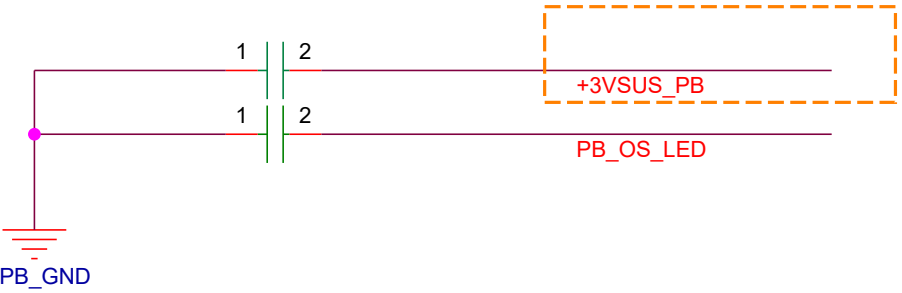 1 2
+3VSUS_PB
1 2
PB_OS_LED
PB_GND